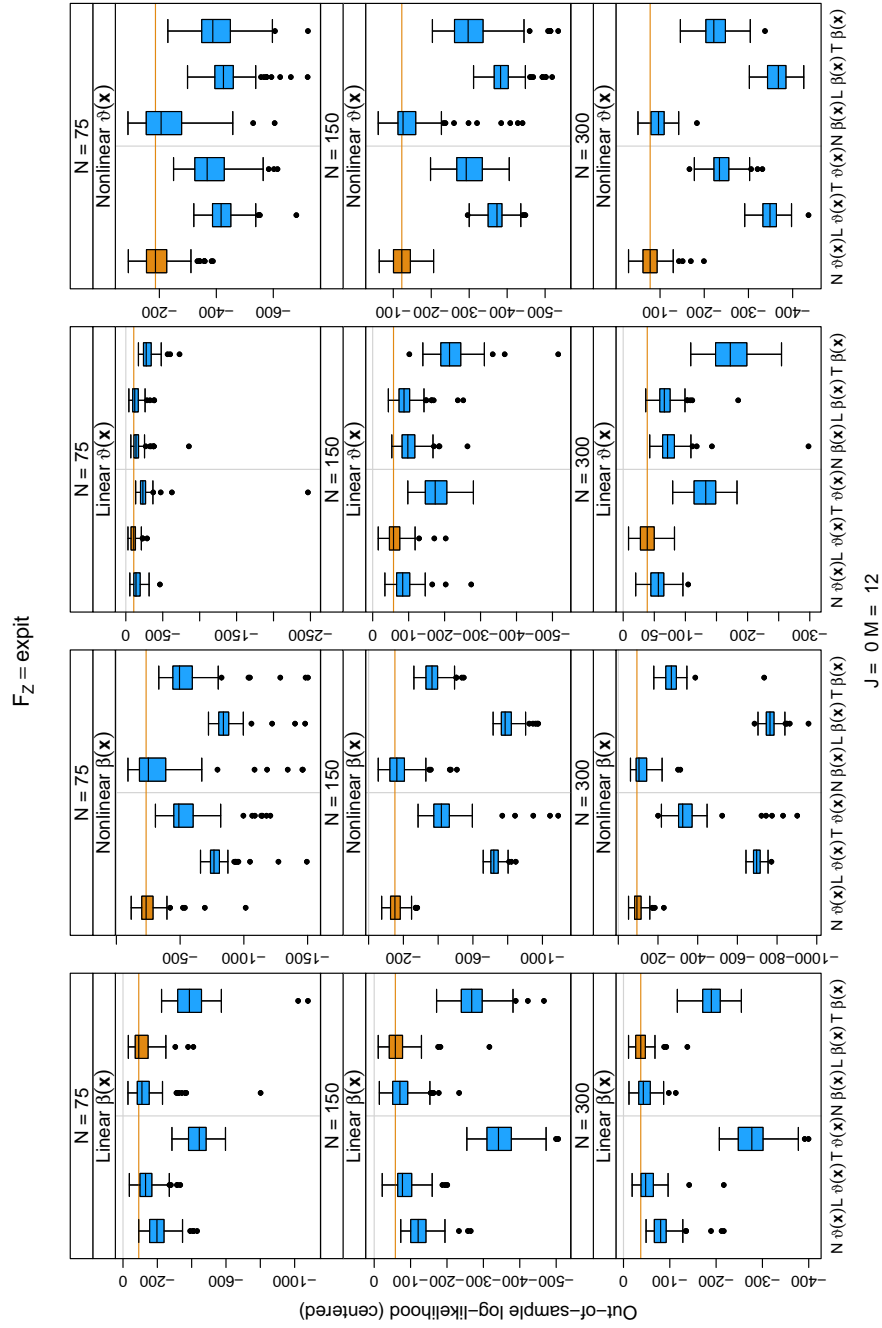 F_Z = expit
N = 75
Linear β(x)
0
−200
−600
−1000
N = 75
Nonlinear β(x)
−500
−1000
−1500
N = 75
Linear ϑ(x)
0
−500
−1500
−2500
N = 75
Nonlinear ϑ(x)
−200
−400
−600
Out−of−sample log−likelihood (centered)
N = 150
Linear β(x)
0
−100
−200
−300
−400
−500
N = 150
Nonlinear β(x)
−200
−600
−1000
N = 150
Linear ϑ(x)
0
−100
−200
−300
−400
−500
N = 150
Nonlinear ϑ(x)
−100
−200
−300
−400
−500
N = 300
Linear β(x)
0
−100
−200
−300
−400
N = 300
Nonlinear β(x)
−200
−400
−600
−800
−1000
N = 300
Linear ϑ(x)
0
−50
−100
−200
−300
N = 300
Nonlinear ϑ(x)
−100
−200
−300
−400
N ϑ(x) L ϑ(x) T ϑ(x) N β(x) L β(x) T β(x)
N ϑ(x) L ϑ(x) T ϑ(x) N β(x) L β(x) T β(x)
N ϑ(x) L ϑ(x) T ϑ(x) N β(x) L β(x) T β(x)
N ϑ(x) L ϑ(x) T ϑ(x) N β(x) L β(x) T β(x)
J = 0 M = 12